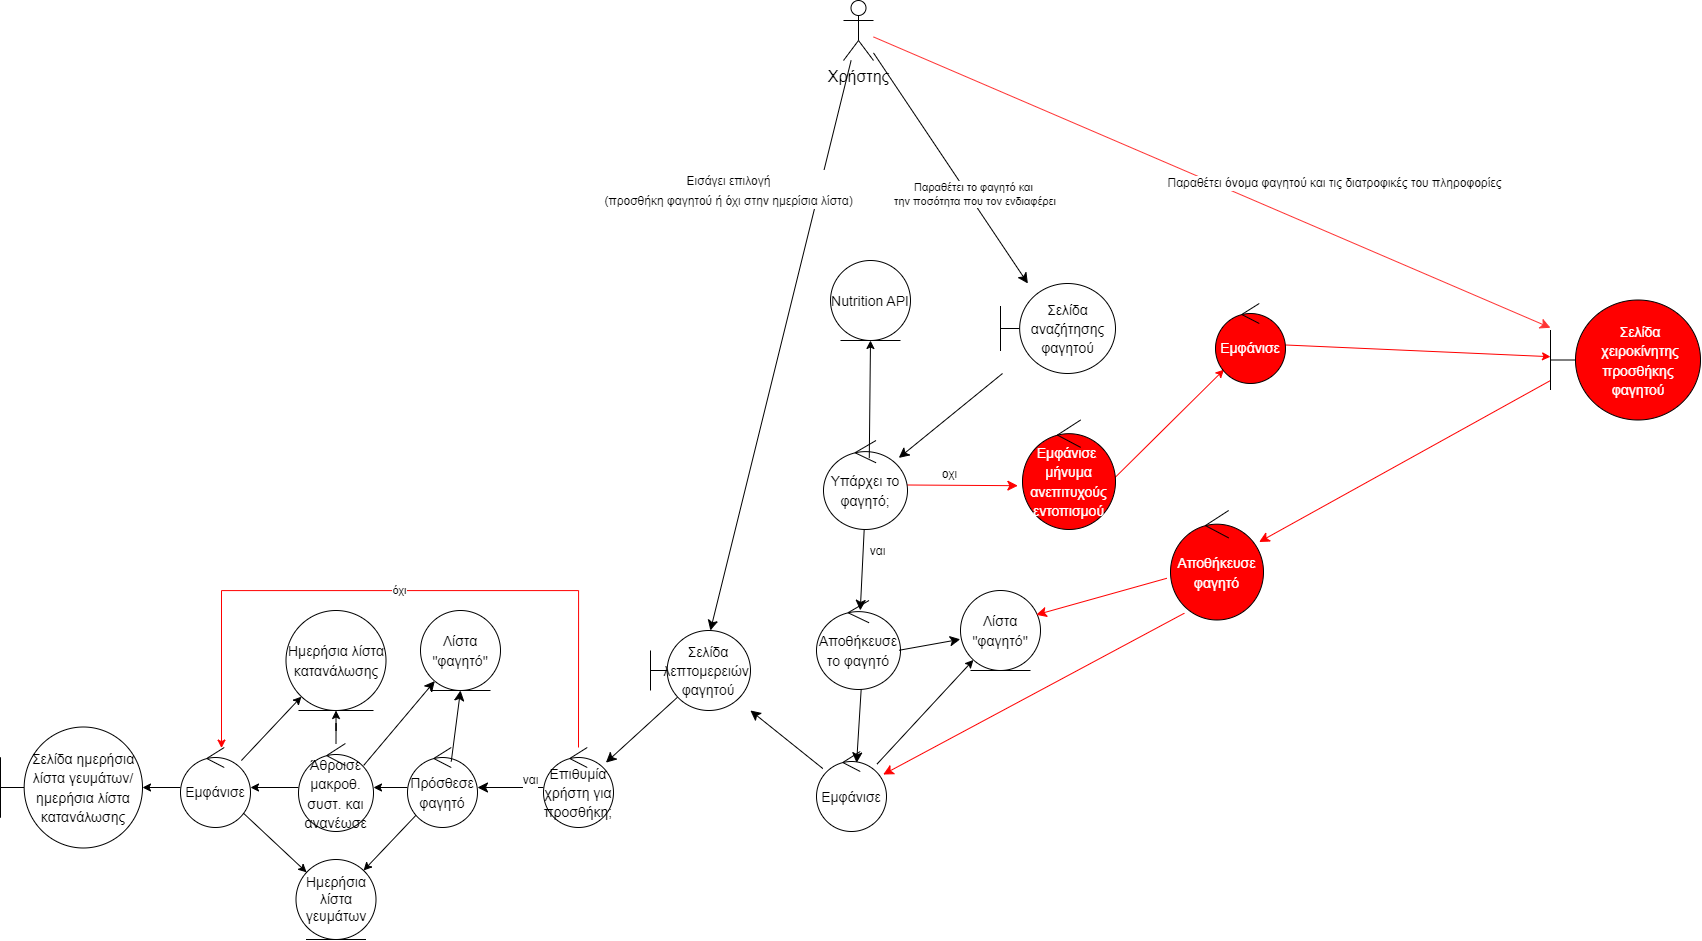 Χρήστης
Εισάγει επιλογή
(προσθήκη φαγητού ή όχι στην ημερίσια λίστα)
Παραθέτει το φαγητό και
την ποσότητα που τον ενδιαφέρει
Παραθέτει όνομα φαγητού και τις διατροφικές του πληροφορίες
Nutrition API
Σελίδα
αναζήτησης
φαγητού
Εμφάνισε
Σελίδα
χειροκίνητης
προσθήκης
φαγητού
Υπάρχει το
φαγητό;
οχι
Εμφάνισε
μήνυμα
ανεπιτυχούς
εντοπισμού
ναι
Αποθήκευσε
φαγητό
Αποθήκευσε
το φαγητό
Λίστα
"φαγητό"
Εμφάνισε
Σελίδα
λεπτομερειών
φαγητού
όχι
Ημερήσια λίστα
κατανάλωσης
Λίστα
"φαγητό"
Σελίδα ημερήσια
λίστα γευμάτων/
ημερήσια λίστα
κατανάλωσης
Εμφάνισε
Άθροισε
μακροθ.
συστ. και
ανανέωσε
Πρόσθεσε
φαγητό
ναι
Επιθυμία
χρήστη για
προσθήκη;
Ημερήσια
λίστα
γευμάτων